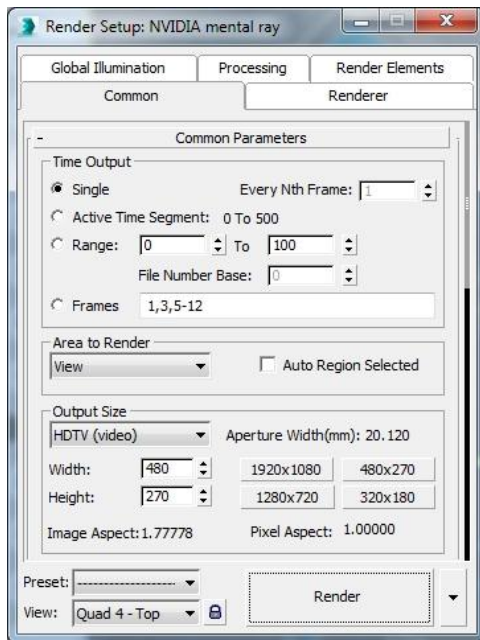 Render Setup: NVIDIA mental ray
Global Illumination Processing Render Elements
Common Renderer
- Common Parameters
Time Output
Single Every Nth Frame: 1
Active Time Segment: 0 To 500
Range: 0 To 100
File Number Base: 0
Frames 1,3,5-12
Area to Render
View Auto Region Selected
Output Size
HDTV (video) Aperture Width(mm): 20.120
Width: 480 1920x1080 480x270
Height: 270 1280x720 320x180
Image Aspect: 1.77778 Pixel Aspect: 1.00000
Preset: -------------------
View: Quad 4 - Top Render